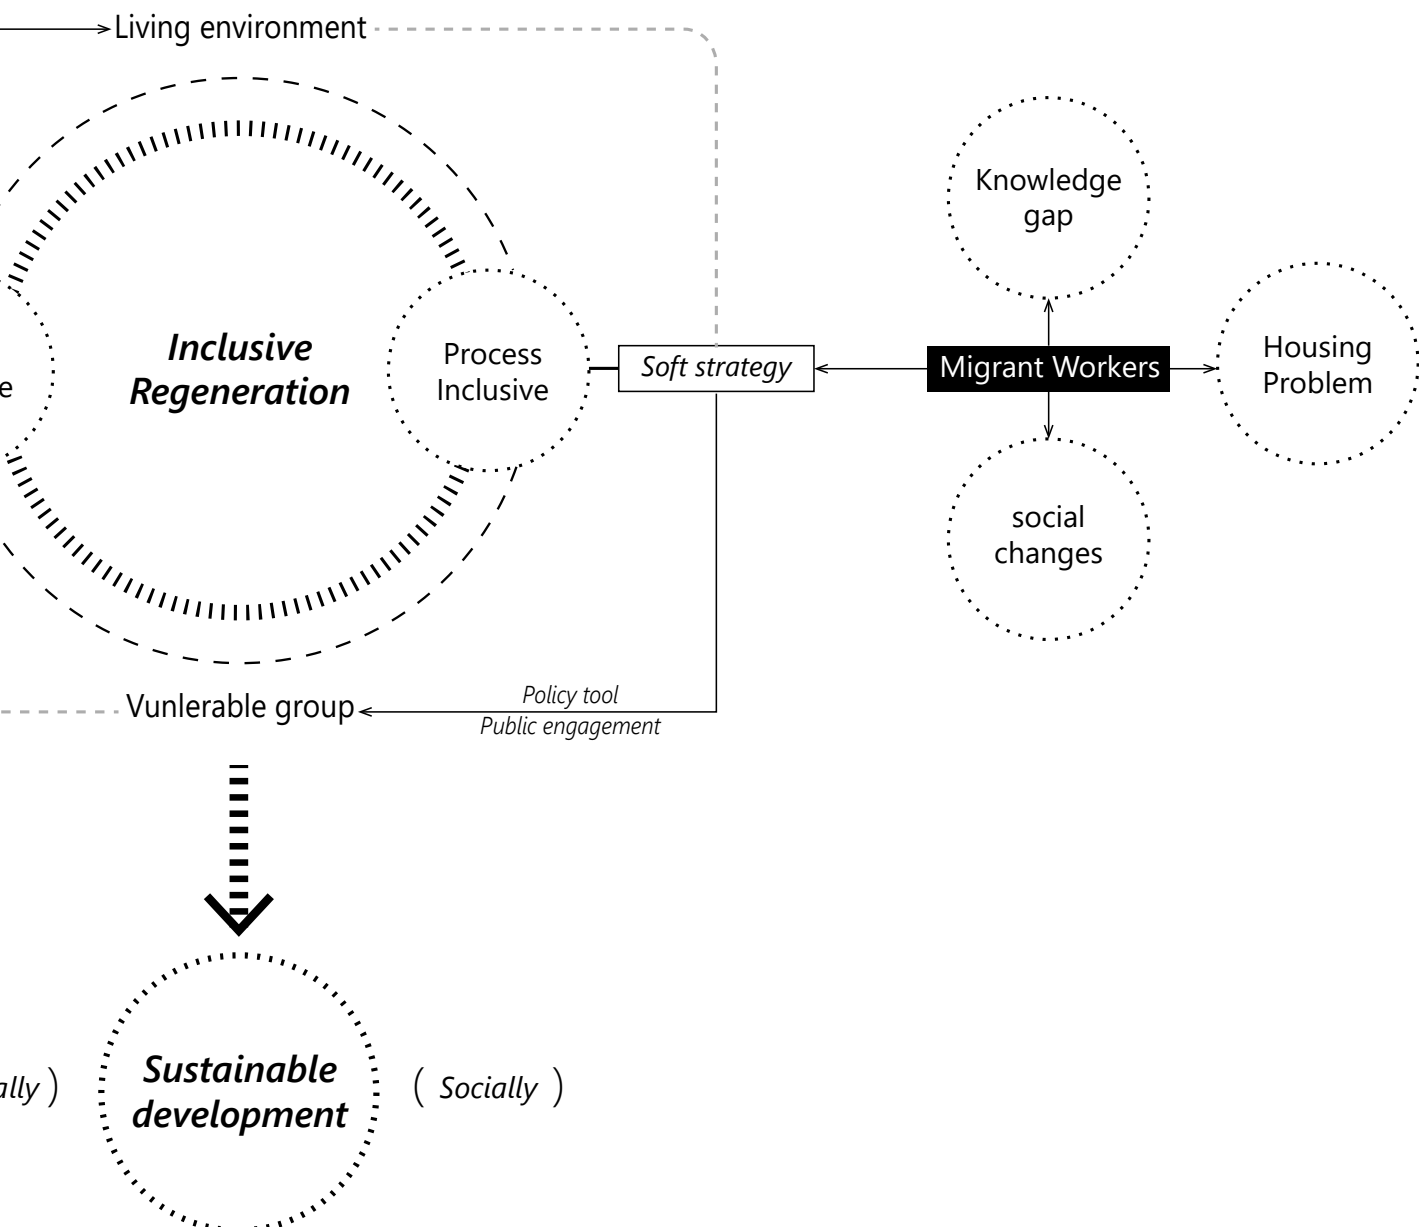 Living environment
Knowledge
gap
Inclusive
Regeneration
Process
Inclusive
Soft strategy
Migrant Workers
Housing
Problem
social
changes
Vunlerable group
Policy tool
Public engagement
Sustainable
development
( Socially )